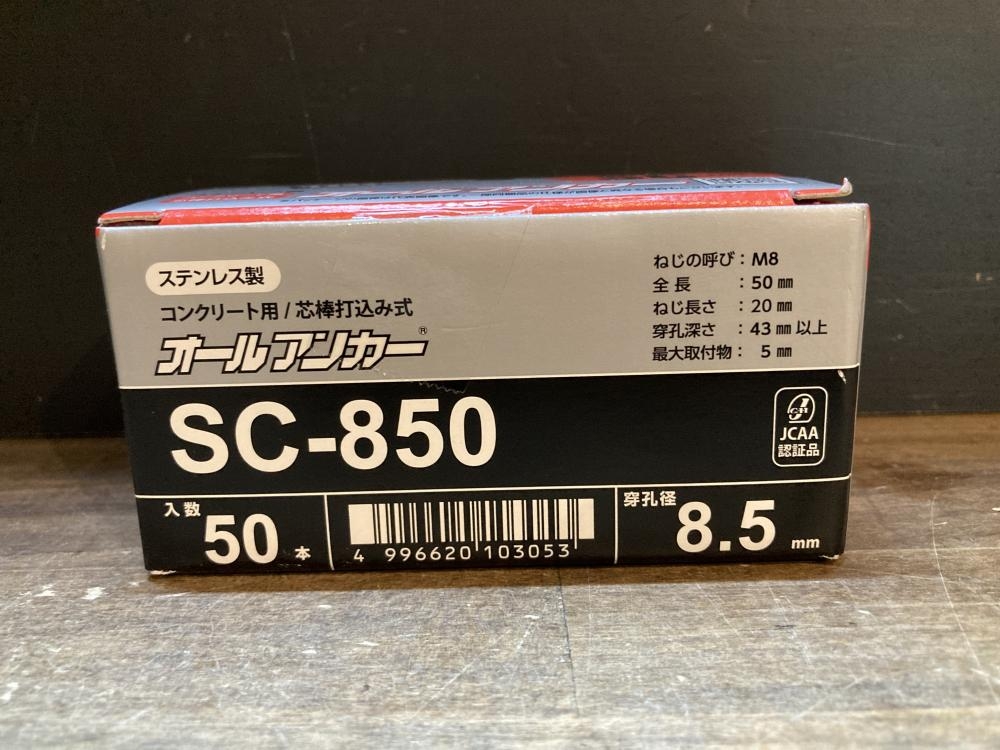 ステンレス製
コンクリート用/芯棒打込み式
オールアンカー®
ねじの呼び：M8
全長：50㎜
ねじ長さ：20㎜
穿孔深さ：43㎜以上
最大取付物：5㎜
SC-850
JCAA
認証品
入数
50本
4 996620 103053
穿孔径
8.5mm